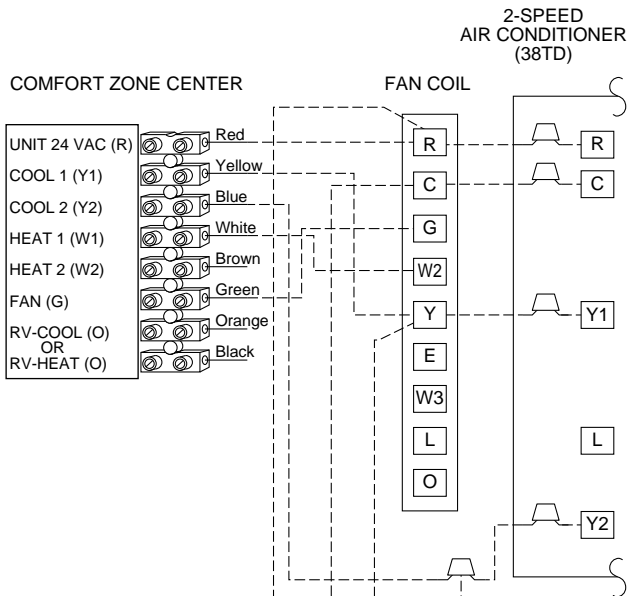 2-SPEED
AIR CONDITIONER
(38TD)
COMFORT ZONE CENTER
FAN COIL
UNIT 24 VAC (R)
COOL 1 (Y1)
COOL 2 (Y2)
HEAT 1 (W1)
HEAT 2 (W2)
FAN (G)
RV-COOL (O)
OR
RV-HEAT (O)
Red
Yellow
Blue
White
Brown
Green
Orange
Black
R
C
G
W2
Y
E
W3
L
O
R
C
Y1
L
Y2